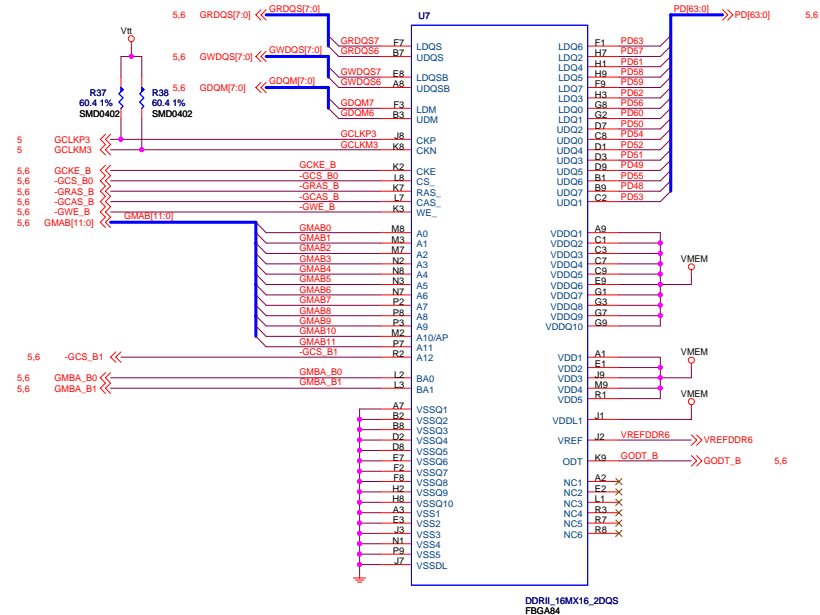 5,6 GRDQS[7:0] GRDQS[7:0] U7 PD[63:0] PD[63:0] 5,6
Vtt
GRDQS7 F7 LDQS LDQ6 F1 PD63
5,6 GWDQS[7:0] GWDQS[7:0] GRDQS6 B7 UDQS LDQ2 H7 PD57
LDQ4 H1 PD61
GWDQS7 E8 LDQSB LDQ5 H9 PD58
5,6 GDQM[7:0] GDQM[7:0] GWDQS6 A8 UDQSB LDQ7 F9 PD59
R37 R38 LDQ3 H3 PD62
60.4 1% 60.4 1% GDQM7 F3 LDM LDQ0 G8 PD56
SMD0402 SMD0402 GDQM6 B3 UDM LDQ1 G2 PD60
UDQ2 D7 PD50
5 GCLKP3 GCLKP3 J8 CKP UDQ0 C8 PD54
5 GCLKM3 GCLKM3 K8 CKN UDQ4 D1 PD52
UDQ3 D3 PD51
5,6 GCKE_B GCKE_B K2 CKE UDQ5 D9 PD49
5,6 -GCS_B0 -GCS_B0 L8 CS_ UDQ6 B1 PD55
5,6 -GRAS_B -GRAS_B K7 RAS_ UDQ7 B9 PD48
5,6 -GCAS_B -GCAS_B L7 CAS_ UDQ1 C2 PD53
5,6 -GWE_B -GWE_B K3 WE_
5,6 GMAB[11:0] GMAB[11:0]
GMAB0 M8 A0 VDDQ1 A9
GMAB1 M3 A1 VDDQ2 C1
GMAB2 M7 A2 VDDQ3 C3
GMAB3 N2 A3 VDDQ4 C7 VMEM
GMAB4 N8 A4 VDDQ5 C9
GMAB5 N3 A5 VDDQ6 E9
GMAB6 N7 A6 VDDQ7 G1
GMAB7 P2 A7 VDDQ8 G3
GMAB8 P8 A8 VDDQ9 G7
GMAB9 P3 A9 VDDQ10 G9
GMAB10 M2 A10/AP
GMAB11 P7 A11
5,6 -GCS_B1 -GCS_B1 R2 A12 VDD1 A1 VMEM
VDD2 E1
5,6 GMBA_B0 GMBA_B0 L2 BA0 VDD3 J9
5,6 GMBA_B1 GMBA_B1 L3 BA1 VDD4 M9 VMEM
VDD5 R1
A7 VSSQ1
B2 VSSQ2 VDDL1 J1
B8 VSSQ3
D2 VSSQ4 VREF J2 VREFDDR6 VREFDDR6
D8 VSSQ5
E7 VSSQ6 ODT K9 GODT_B GODT_B 5,6
F2 VSSQ7
F8 VSSQ8 NC1 A2
H2 VSSQ9 NC2 E2
H8 VSSQ10 NC3 L1
A3 VSS1 NC4 R3
E3 VSS2 NC5 R7
J3 VSS3 NC6 R8
N1 VSS4
P9 VSS5
J7 VSSDL
DDRII_16MX16_2DQS
FBGA84